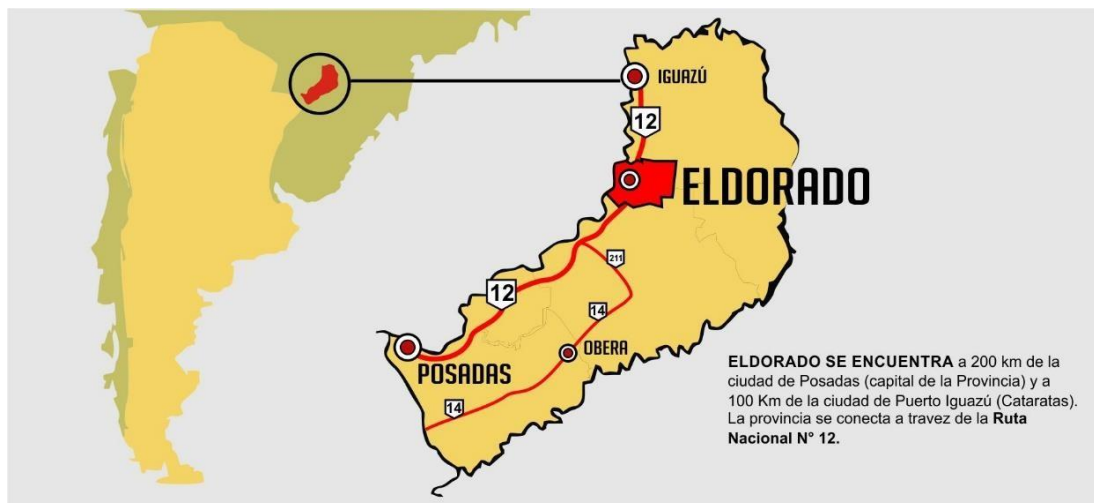 IGUAZÚ
12
ELDORADO
211
12
14
OBERA
POSADAS
14
ELDORADO SE ENCUENTRA a 200 km de la
ciudad de Posadas (capital de la Provincia) y a
100 Km de la ciudad de Puerto Iguazú (Cataratas).
La provincia se conecta a travez de la Ruta
Nacional N° 12.